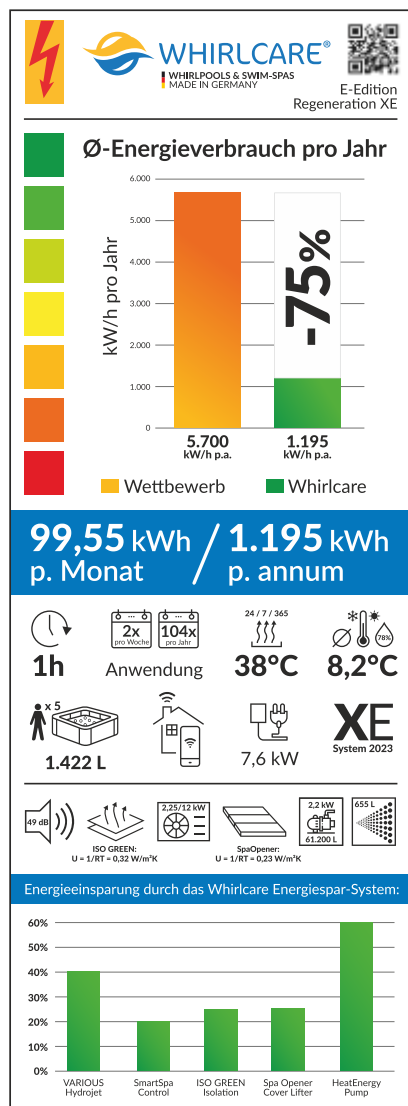 WHIRLCARE®
WHIRLPOOLS & SWIM-SPAS
MADE IN GERMANY
E-Edition
Regeneration XE
Ø-Energieverbrauch pro Jahr
kW/h pro Jahr
6.000
5.000
4.000
3.000
2.000
1.000
0
-75%
5.700
kW/h p.a.
1.195
kW/h p.a.
Wettbewerb
Whirlcare
99,55 kWh
p. Monat
/
1.195 kWh
p. annum
1h
2x
pro Woche
104x
pro Jahr
Anwendung
24 / 7 / 365
38°C
78%
8,2°C
x 5
1.422 L
7,6 kW
XE
System 2023
49 dB
ISO GREEN:
U = 1/RT = 0,32 W/m²K
2,25/12 kW
SpaOpener:
U = 1/RT = 0,23 W/m²K
2,2 kW
61.200 L
655 L
Energieeinsparung durch das Whirlcare Energiespar-System:
60%
40%
30%
20%
10%
0%
VARIOUS
Hydrojet
SmartSpa
Control
ISO GREEN
Isolation
Spa Opener
Cover Lifter
HeatEnergy
Pump